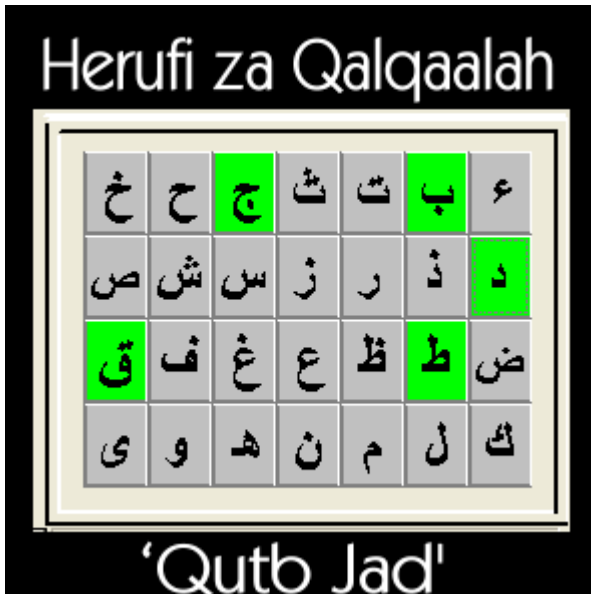 Herufi za Qalqaalah
ء ب ت ث ج ح خ
د ذ ر ز س ش ص
ض ط ظ ع غ ف ق
ك ل م ن هـ و ى
‘Qutb Jad'